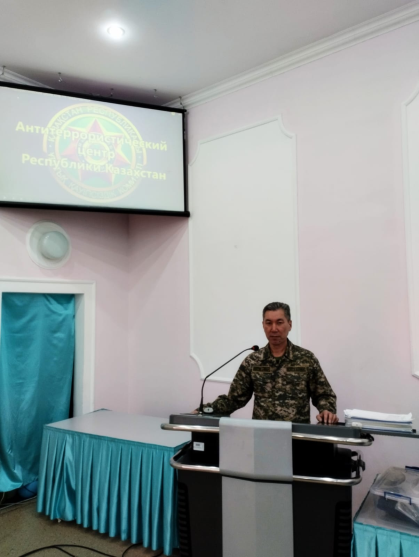 Антитеррористический
центр
Республики Казахстан